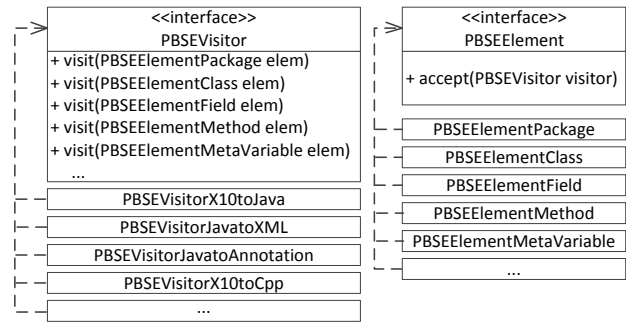 <<interface>>
PBSEVisitor
+ visit(PBSEElementPackage elem)
+ visit(PBSEElementClass elem)
+ visit(PBSEElementField elem)
+ visit(PBSEElementMethod elem)
+ visit(PBSEElementMetaVariable elem)
...
PBSEVisitorX10toJava
PBSEVisitorJavatoXML
PBSEVisitorJavatoAnnotation
PBSEVisitorX10toCpp
...
<<interface>>
PBSEElement
+ accept(PBSEVisitor visitor)
PBSEElementPackage
PBSEElementClass
PBSEElementField
PBSEElementMethod
PBSEElementMetaVariable
...